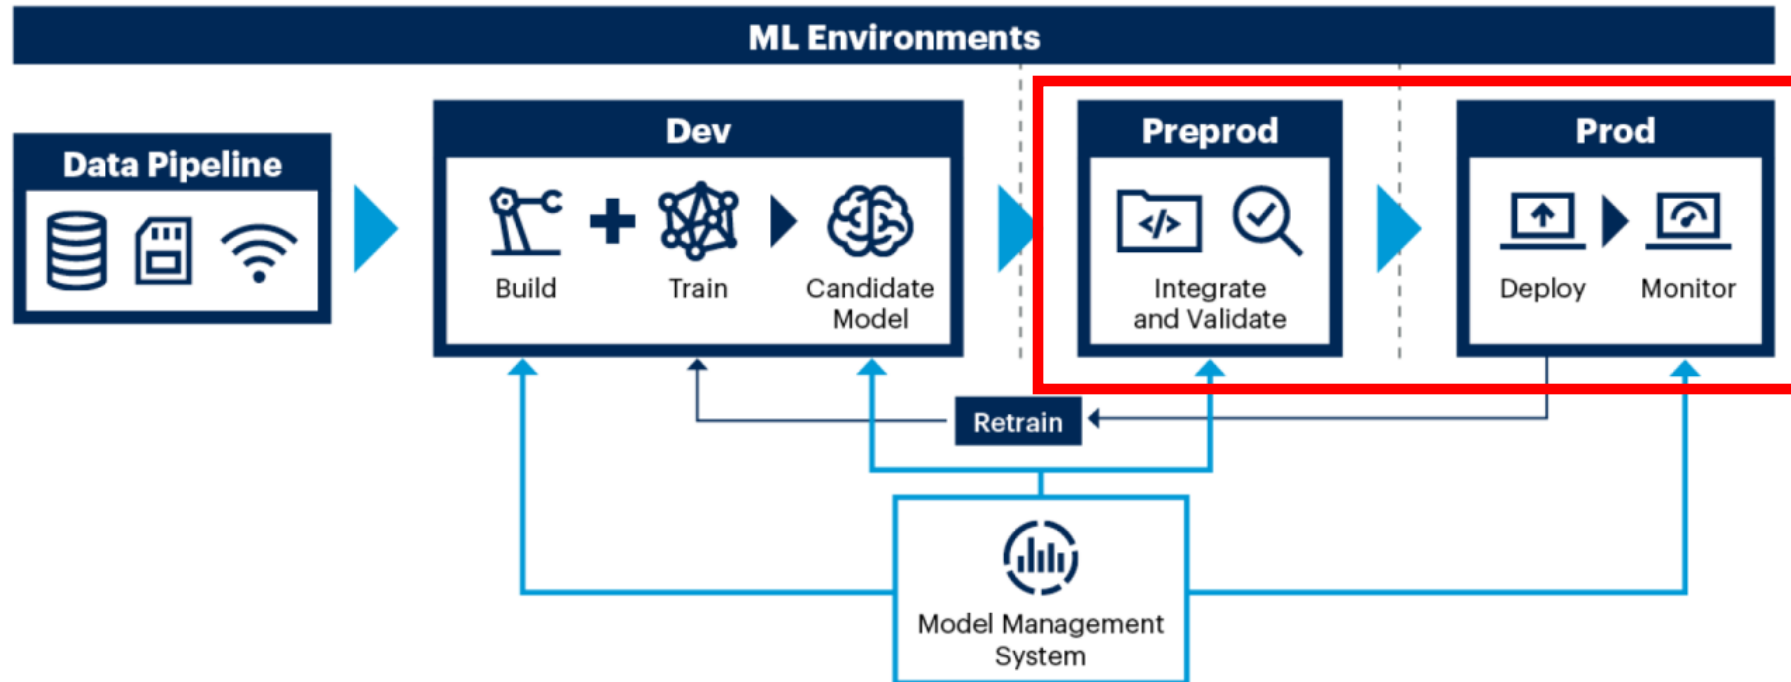 ML Environments
Data Pipeline
Dev
Build
Train
Candidate
Model
Preprod
</>
Integrate
and Validate
Prod
Deploy
Monitor
Retrain
Model Management
System